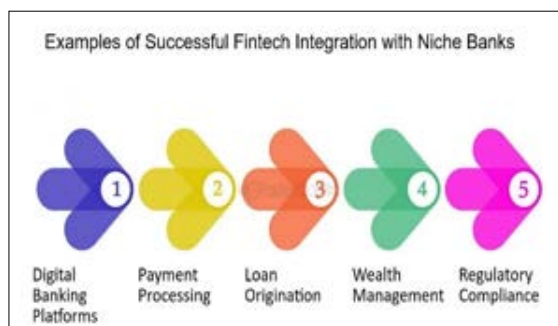 Examples of Successful Fintech Integration with Niche Banks
1
2
3
4
5
Digital
Banking
Platforms
Payment
Processing
Loan
Origination
Wealth
Management
Regulatory
Compliance